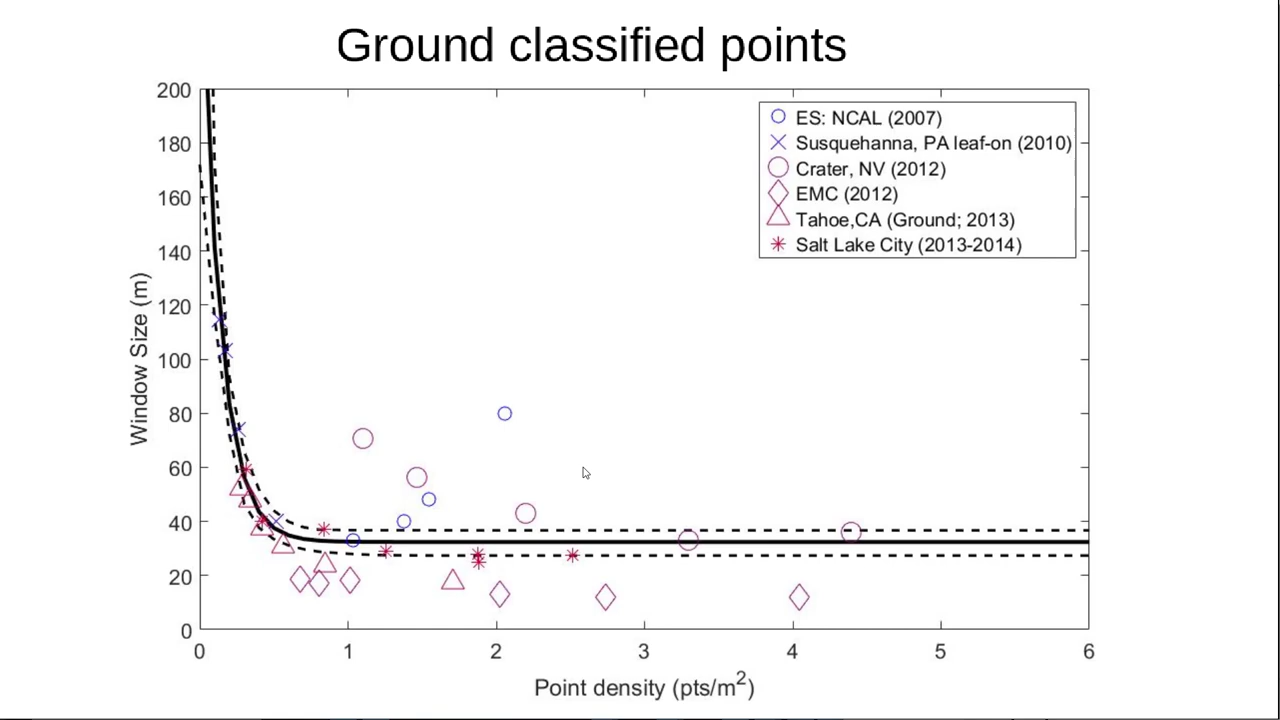 Ground classified points
200
180
160
140
120
100
80
60
40
20
0
Window Size (m)
ES: NCAL (2007)
Susquehanna, PA leaf-on (2010)
Crater, NV (2012)
EMC (2012)
Tahoe,CA (Ground; 2013)
Salt Lake City (2013-2014)
0 1 2 3 4 5 6
Point density (pts/m²)